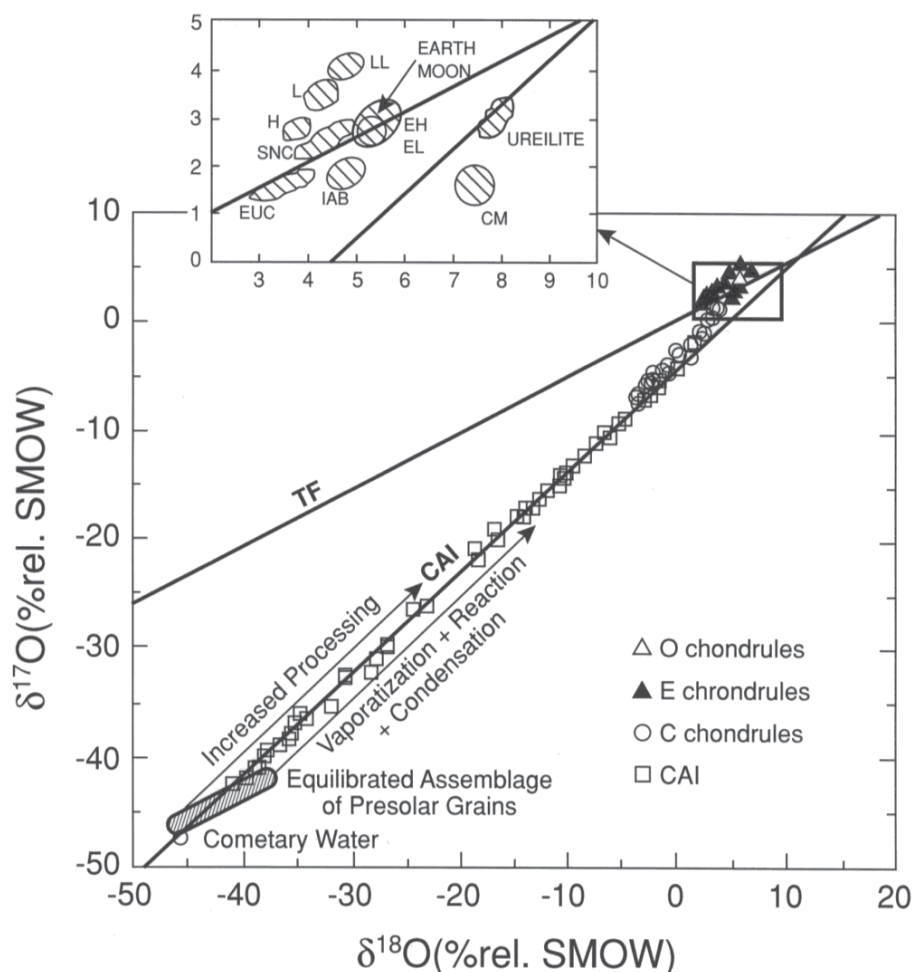 5
4
3
2
1
0
3
4
5
6
7
8
9
10
LL
L
H
SNC
EUC
IAB
EARTH
MOON
EH
EL
UREILITE
CM
10
0
-10
-20
-30
-40
-50
-50
-40
-30
-20
-10
0
10
20
δ17O(%rel. SMOW)
δ18O(%rel. SMOW)
TF
CAI
Increased Processing
Vaporatization + Reaction
+ Condensation
Equilibrated Assemblage
of Presolar Grains
Cometary Water
O chondrules
E chrondrules
C chondrules
CAI